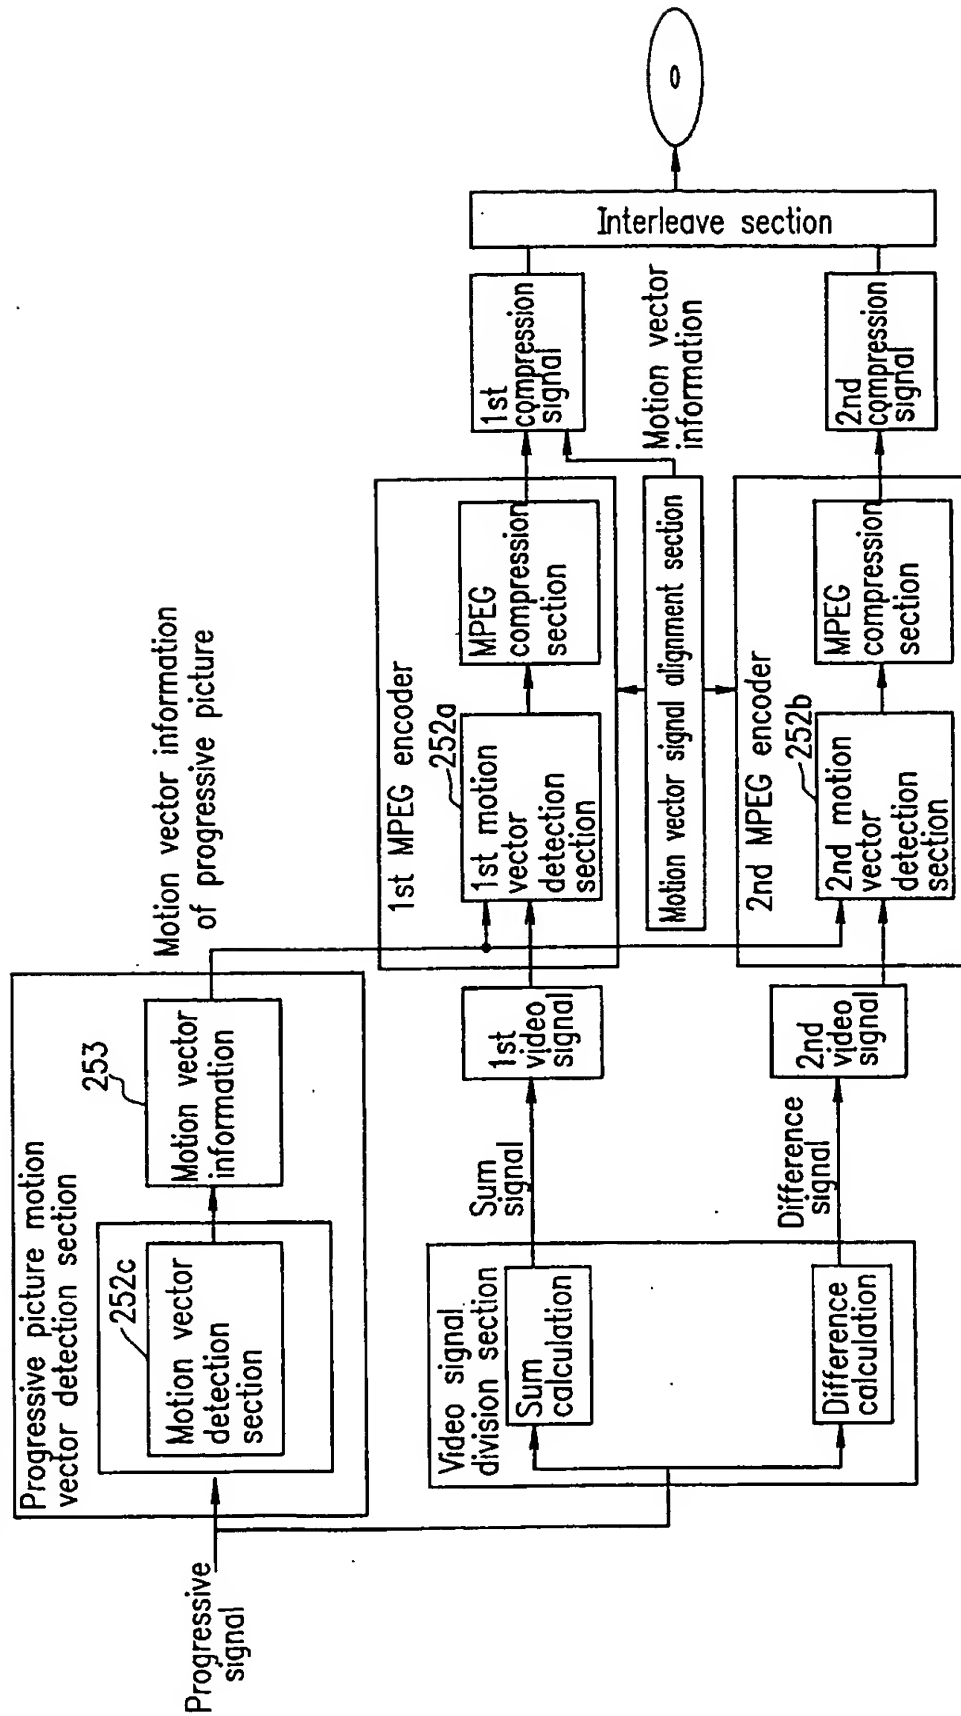 Progressive
signal
Progressive picture motion
vector detection section
252c
Motion vector
detection
section
253
Motion vector
information
Motion vector information
of progressive picture
Video signal
division section
Sum
calculation
Difference
calculation
Sum
signal
Difference
signal
1st
video
signal
2nd
video
signal
1st MPEG encoder
252a
1st motion
vector
detection
section
MPEG
compression
section
Motion vector signal alignment section
2nd MPEG encoder
252b
2nd motion
vector
detection
section
MPEG
compression
section
1st
compression
signal
Motion vector
information
2nd
compression
signal
Interleave section